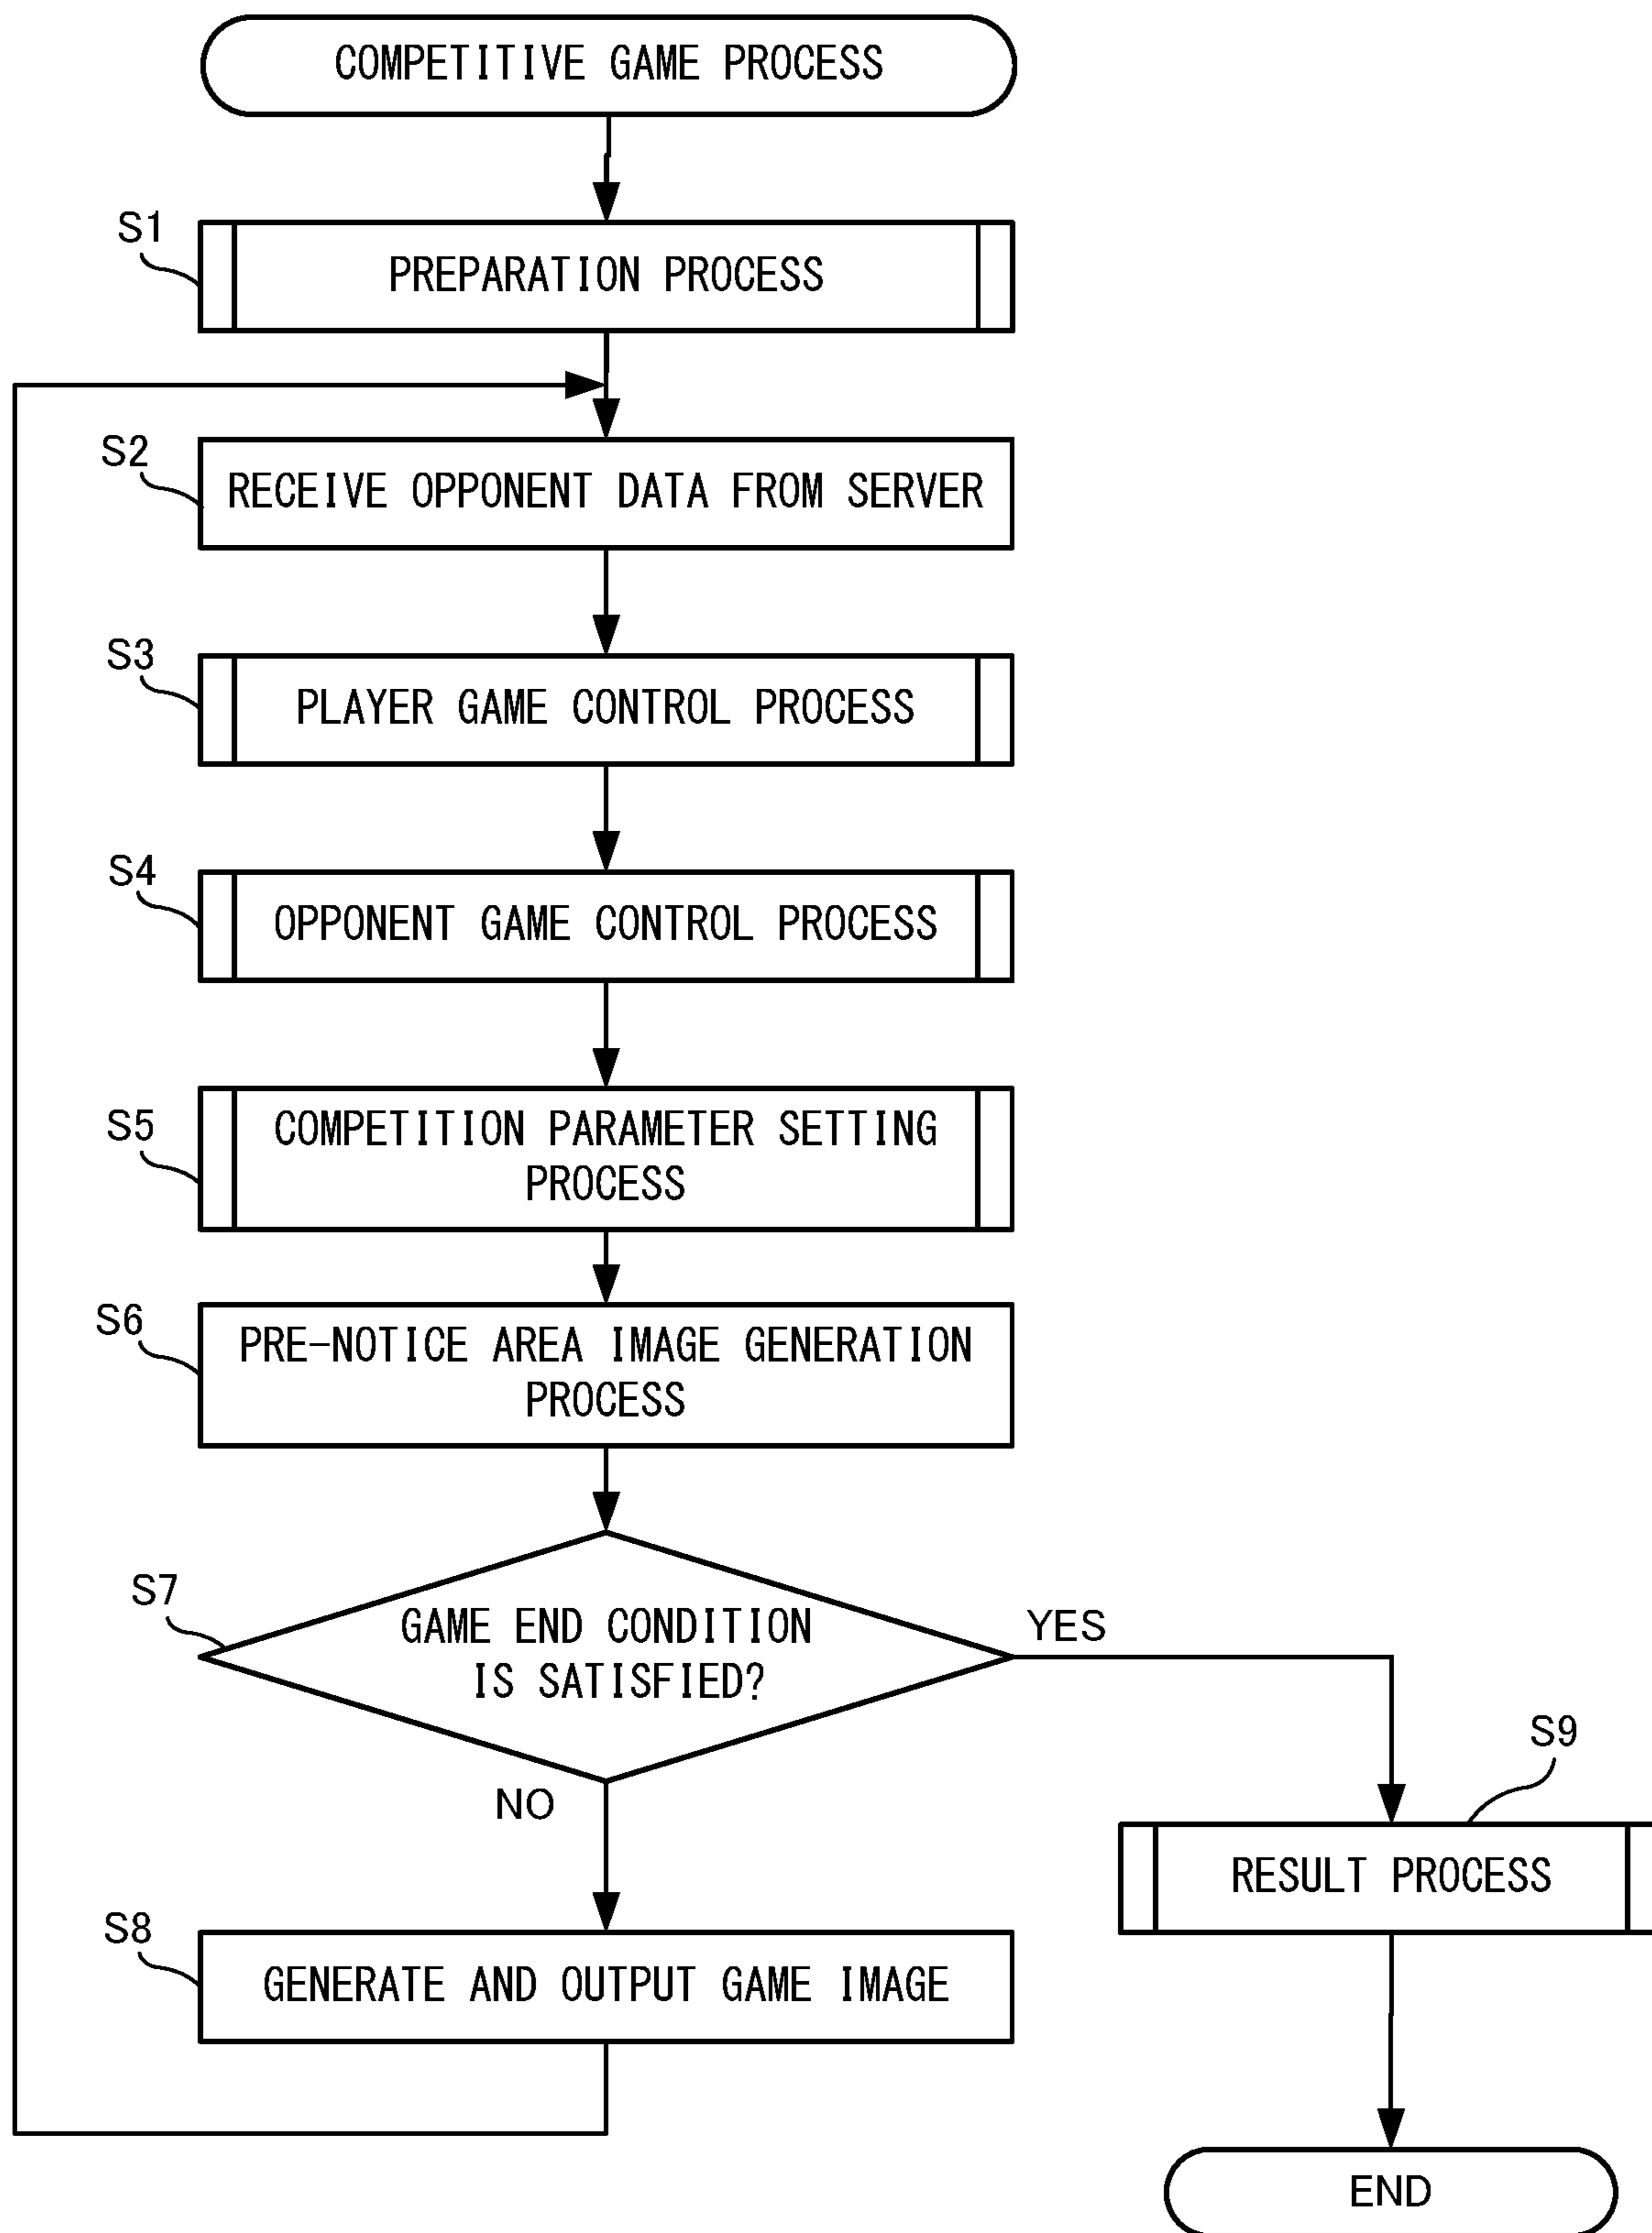 COMPETITIVE GAME PROCESS
S1
PREPARATION PROCESS
S2
RECEIVE OPPONENT DATA FROM SERVER
S3
PLAYER GAME CONTROL PROCESS
S4
OPPONENT GAME CONTROL PROCESS
S5
COMPETITION PARAMETER SETTING
PROCESS
S6
PRE-NOTICE AREA IMAGE GENERATION
PROCESS
S7
GAME END CONDITION
IS SATISFIED?
YES
NO
S9
RESULT PROCESS
S8
GENERATE AND OUTPUT GAME IMAGE
END